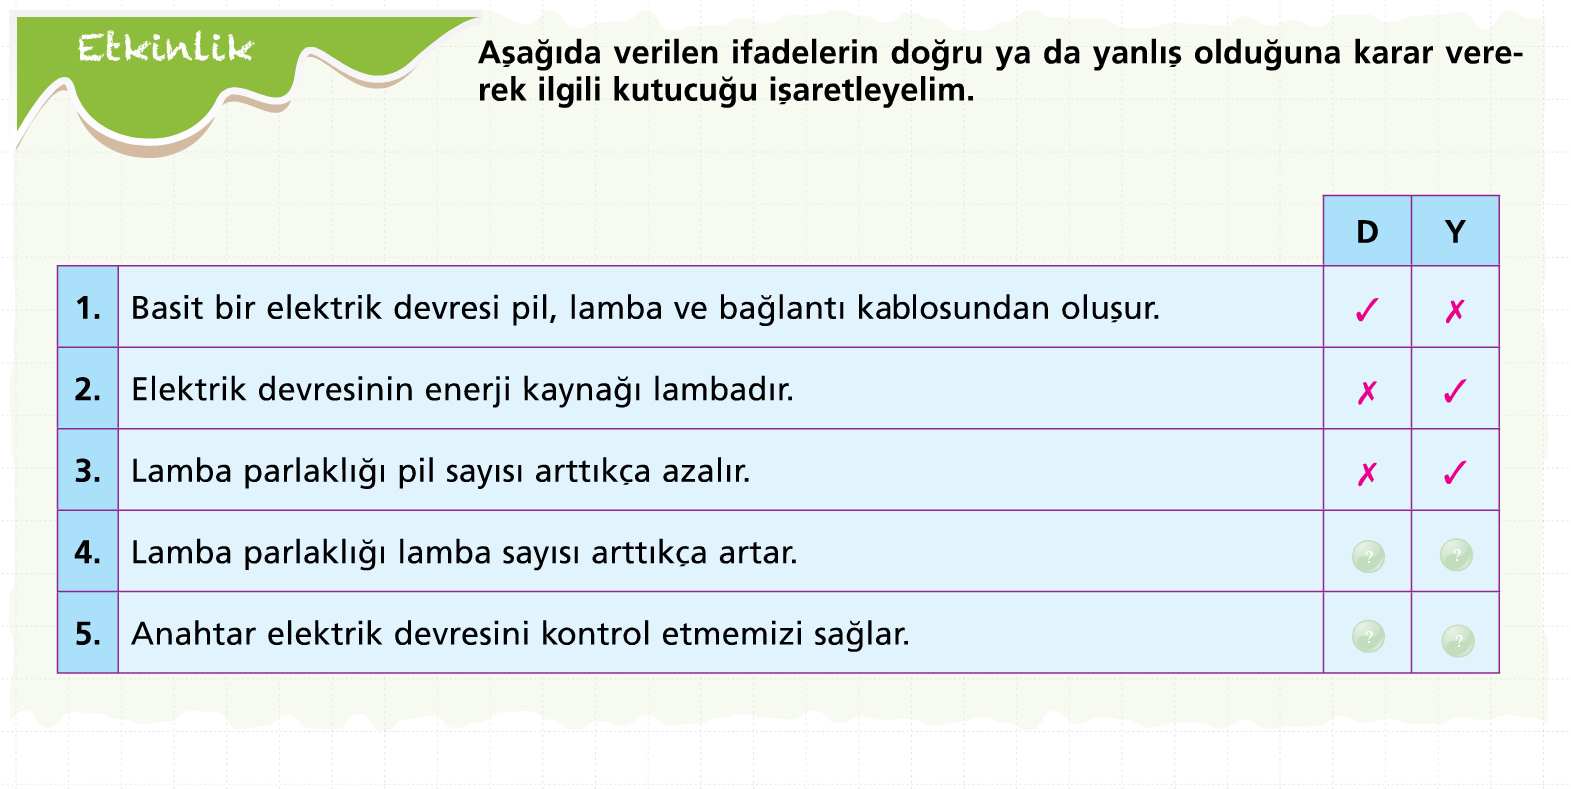 Etkinlik
Aşağıda verilen ifadelerin doğru ya da yanlış olduğuna karar vere-
rek ilgili kutucuğu işaretleyelim.
D Y
1. Basit bir elektrik devresi pil, lamba ve bağlantı kablosundan oluşur. ✓ ✗
2. Elektrik devresinin enerji kaynağı lambadır. ✗ ✓
3. Lamba parlaklığı pil sayısı arttıkça azalır. ✗ ✓
4. Lamba parlaklığı lamba sayısı arttıkça artar. ? ?
5. Anahtar elektrik devresini kontrol etmemizi sağlar. ? ?